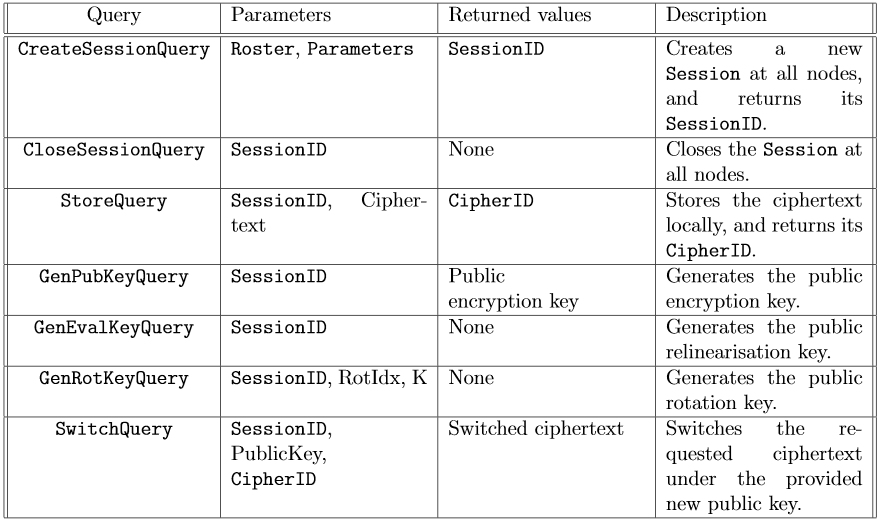 Query Parameters Returned values Description
CreateSessionQuery Roster, Parameters SessionID Creates a new
Session at all nodes,
and returns its
SessionID.
CloseSessionQuery SessionID None Closes the Session at
all nodes.
StoreQuery SessionID, Cipher- CipherID Stores the ciphertext
text locally, and returns its
CipherID.
GenPubKeyQuery SessionID Public Generates the public
encryption key encryption key.
GenEvalKeyQuery SessionID None Generates the public
relinearisation key.
GenRotKeyQuery SessionID, RotIdx, K None Generates the public
rotation key.
SwitchQuery SessionID, Switched ciphertext Switches the re-
PublicKey, quested ciphertext
CipherID under the provided
new public key.